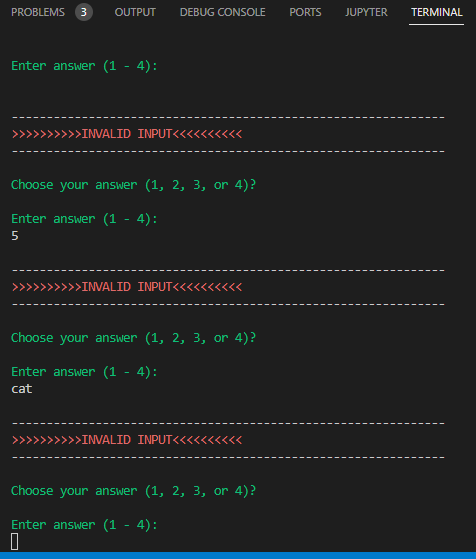 PROBLEMS 3 OUTPUT DEBUG CONSOLE PORTS JUPYTER TERMINAL
Enter answer (1 - 4):
--------------------------------------------------------------
>>>>>>>>>>INVALID INPUT<<<<<<<<<<
--------------------------------------------------------------
Choose your answer (1, 2, 3, or 4)?
Enter answer (1 - 4):
5
--------------------------------------------------------------
>>>>>>>>>>INVALID INPUT<<<<<<<<<<
--------------------------------------------------------------
Choose your answer (1, 2, 3, or 4)?
Enter answer (1 - 4):
cat
--------------------------------------------------------------
>>>>>>>>>>INVALID INPUT<<<<<<<<<<
--------------------------------------------------------------
Choose your answer (1, 2, 3, or 4)?
Enter answer (1 - 4):